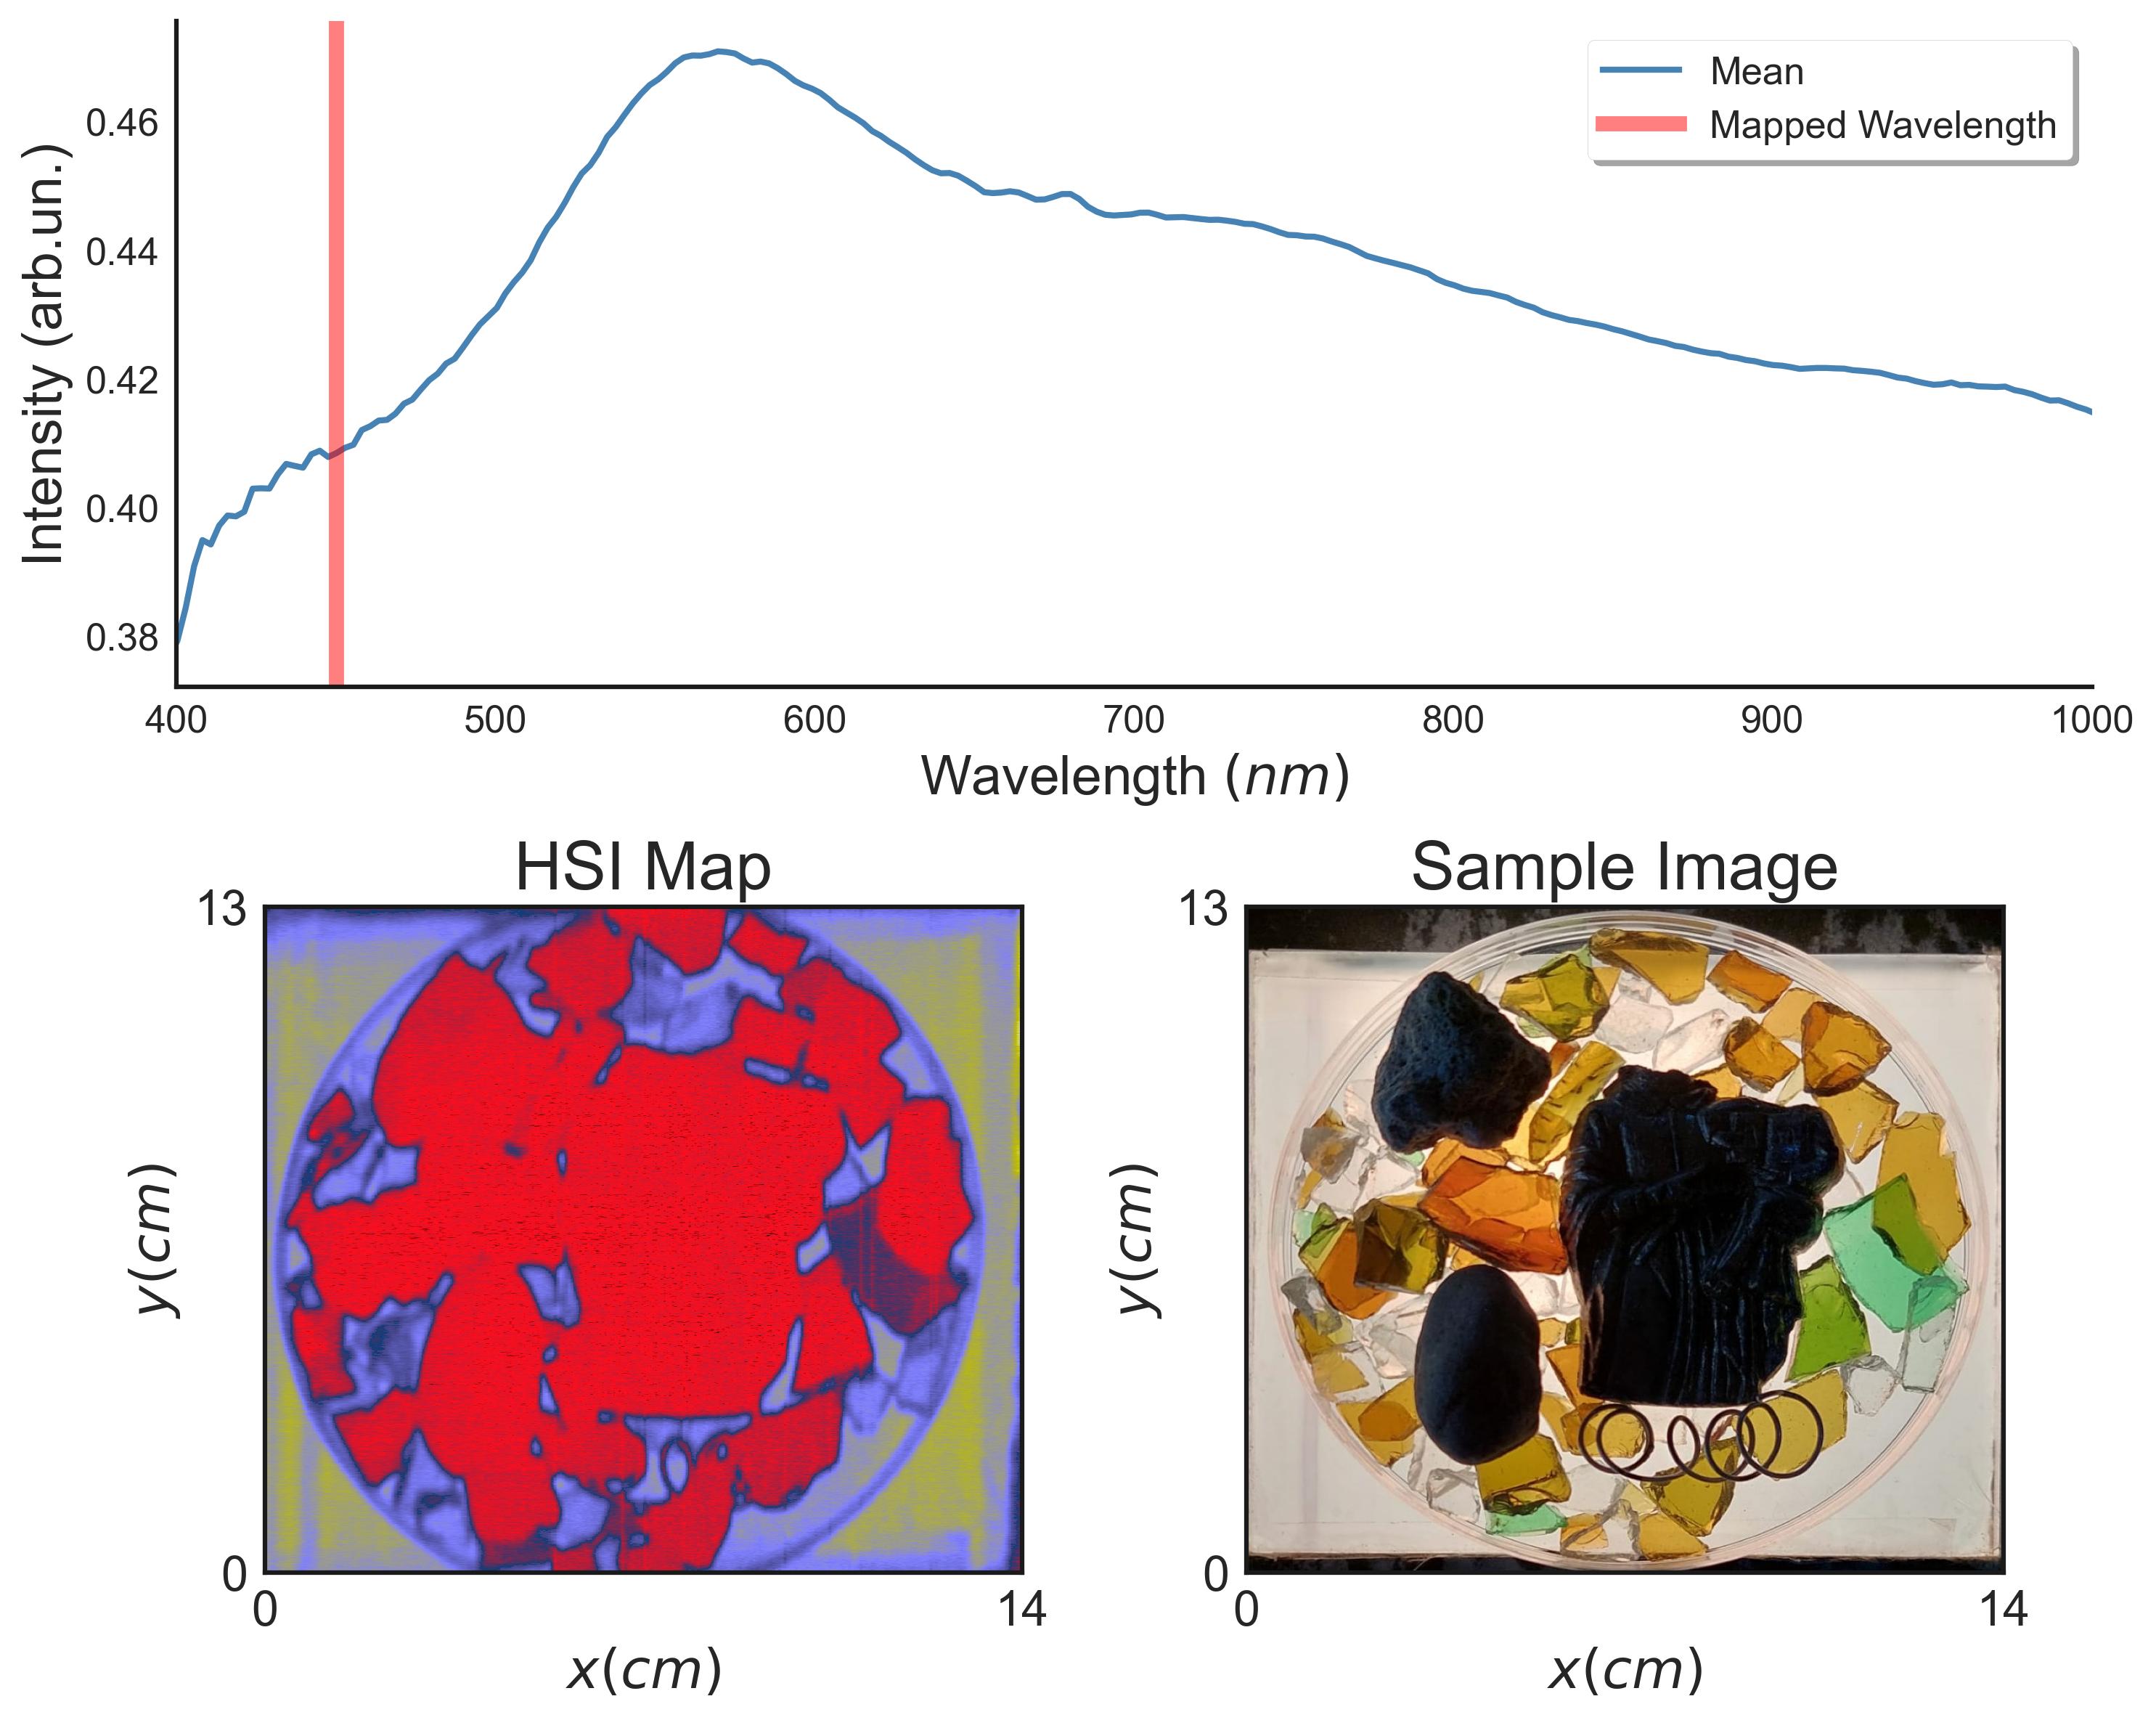 Mean
Mapped Wavelength
0.46
0.44
0.42
0.40
0.38
Intensity (arb.un.)
400 500 600 700 800 900 1000
Wavelength (nm)
HSI Map
13
0
y(cm)
0 14
x(cm)
Sample Image
13
0
y(cm)
0 14
x(cm)